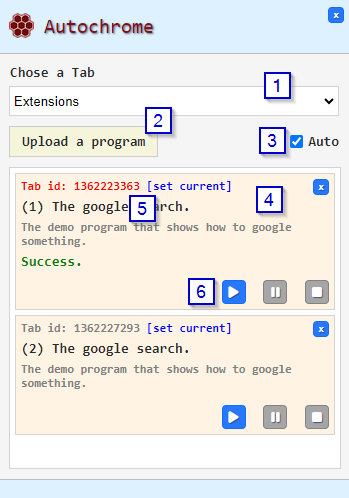 x
Autochrome
Chose a Tab
1
Extensions
2
Upload a program
3
Auto
Tab id: 1362223363 [set current]
x
4
(1) The google search.
5
The demo program that shows how to google
something.
Success.
6
Tab id: 1362227293 [set current]
x
(2) The google search.
The demo program that shows how to google
something.